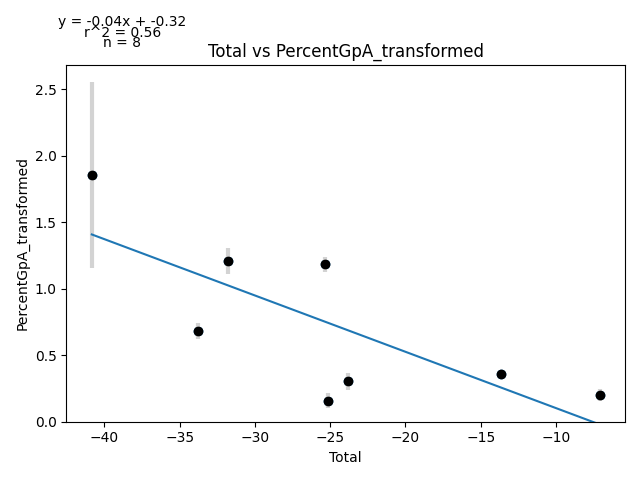 y = -0.04x + -0.32
r^2 = 0.56
n = 8
Total vs PercentGpA_transformed
PercentGpA_transformed
2.5
2.0
1.5
1.0
0.5
0.0
−40
−35
−30
−25
−20
−15
−10
Total